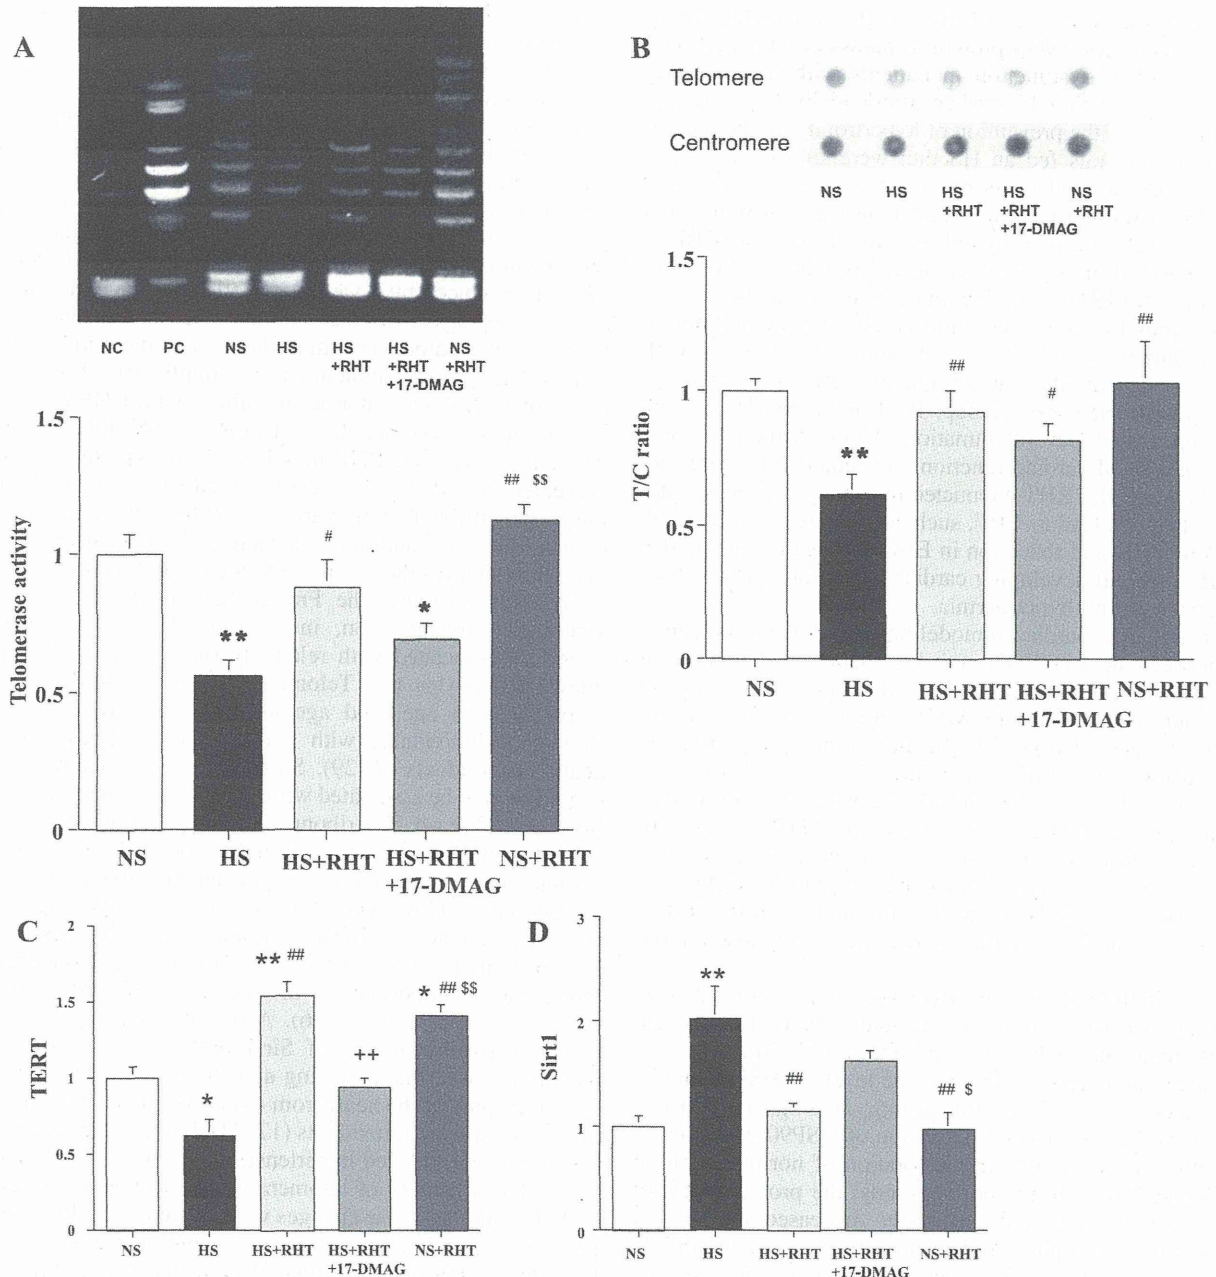 A
NC PC NS HS HS NS
+RHT +RHT +RHT
+17-DMAG
1.5
1
0.5
0
Telomerase activity
**
#
*
## $$
NS HS HS+RHT HS+RHT NS+RHT
+17-DMAG
B
Telomere
Centromere
NS HS HS HS NS
+RHT +RHT +RHT
+17-DMAG
1.5
1
0.5
0
T/C ratio
**
##
#
##
NS HS HS+RHT HS+RHT NS+RHT
+17-DMAG
C
2
1.5
1
0.5
0
TERT
*
** ##
++
* ## $$
NS HS HS+RHT HS+RHT NS+RHT
+17-DMAG
D
3
2
1
0
Sirt1
**
##
## $
NS HS HS+RHT HS+RHT NS+RHT
+17-DMAG